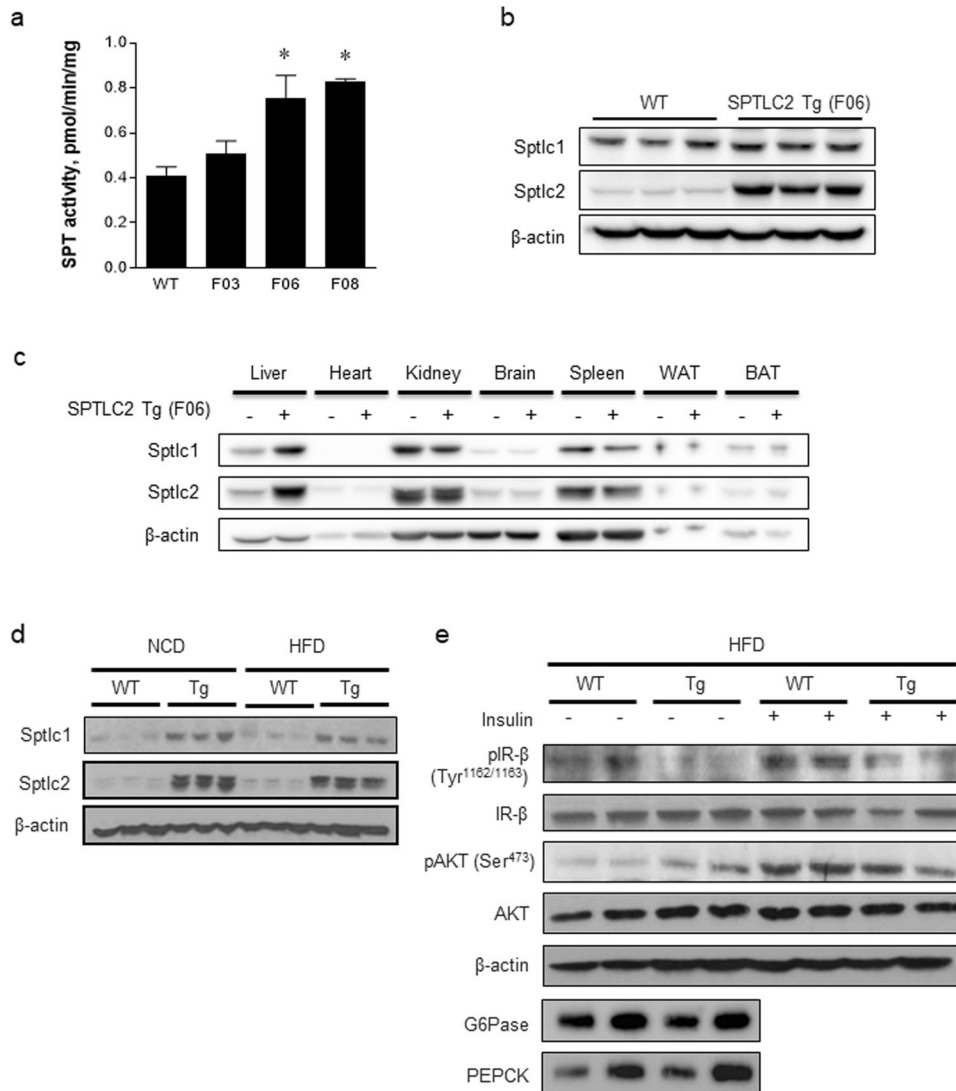 a
SPT activity, pmol/min/mg
1.0
0.8
0.6
0.4
0.2
0.0
* *
WT F03 F06 F08
b
WT SPTLC2 Tg (F06)
Sptlc1
Sptlc2
β-actin
c
Liver Heart Kidney Brain Spleen WAT BAT
SPTLC2 Tg (F06) - + - + - + - + - + - + - +
Sptlc1
Sptlc2
β-actin
d
NCD HFD
WT Tg WT Tg
Sptlc1
Sptlc2
β-actin
e
HFD
WT Tg WT Tg
Insulin - - - - + + + +
pIR-β
(Tyr1162/1163)
IR-β
pAKT (Ser473)
AKT
β-actin
G6Pase
PEPCK